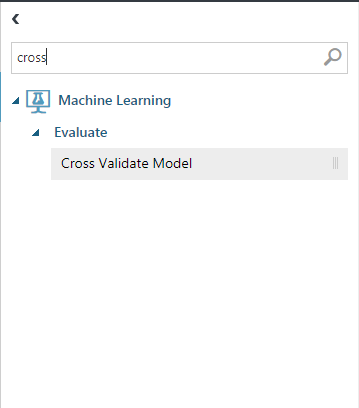 cross
Machine Learning
Evaluate
Cross Validate Model